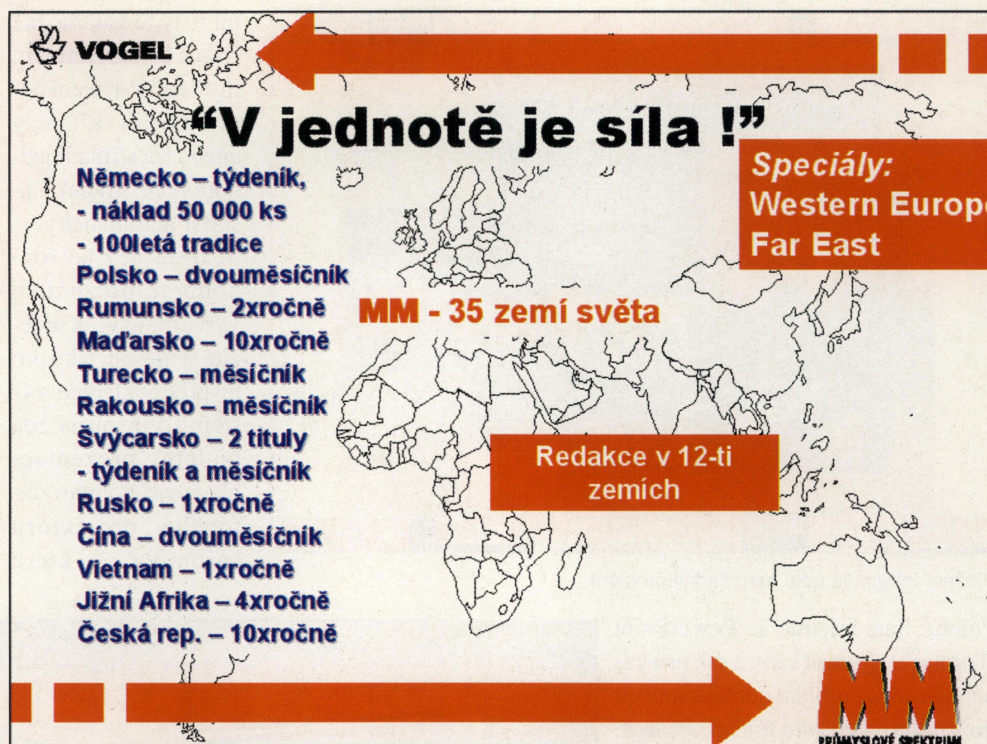 VOGEL
“V jednotě je síla !”
Německo – týdeník,
- náklad 50 000 ks
- 100letá tradice
Polsko – dvouměsíčník
Rumunsko – 2xročně
Maďarsko – 10xročně
Turecko – měsíčník
Rakousko – měsíčník
Švýcarsko – 2 tituly
- týdeník a měsíčník
Rusko – 1xročně
Čína – dvouměsíčník
Vietnam – 1xročně
Jižní Afrika – 4xročně
Česká rep. – 10xročně
Speciály:
Western Europe
Far East
MM - 35 zemí světa
Redakce v 12-ti
zemích
MM
PRŮMYSLOVÉ SPEKTRUM